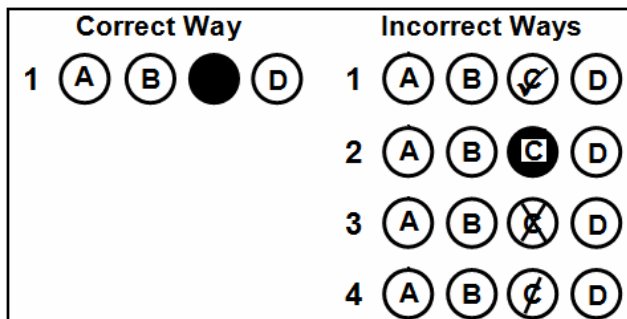 Correct Way Incorrect Ways
1 A B D 1 A B C D
2 A B C D
3 A B C D
4 A B C D